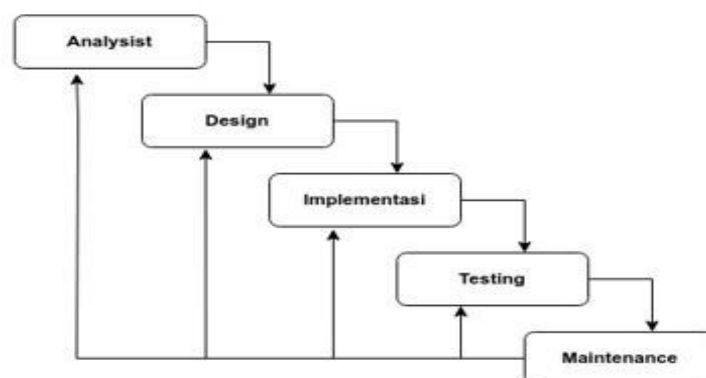 Analysist
Design
Implementasi
Testing
Maintenance